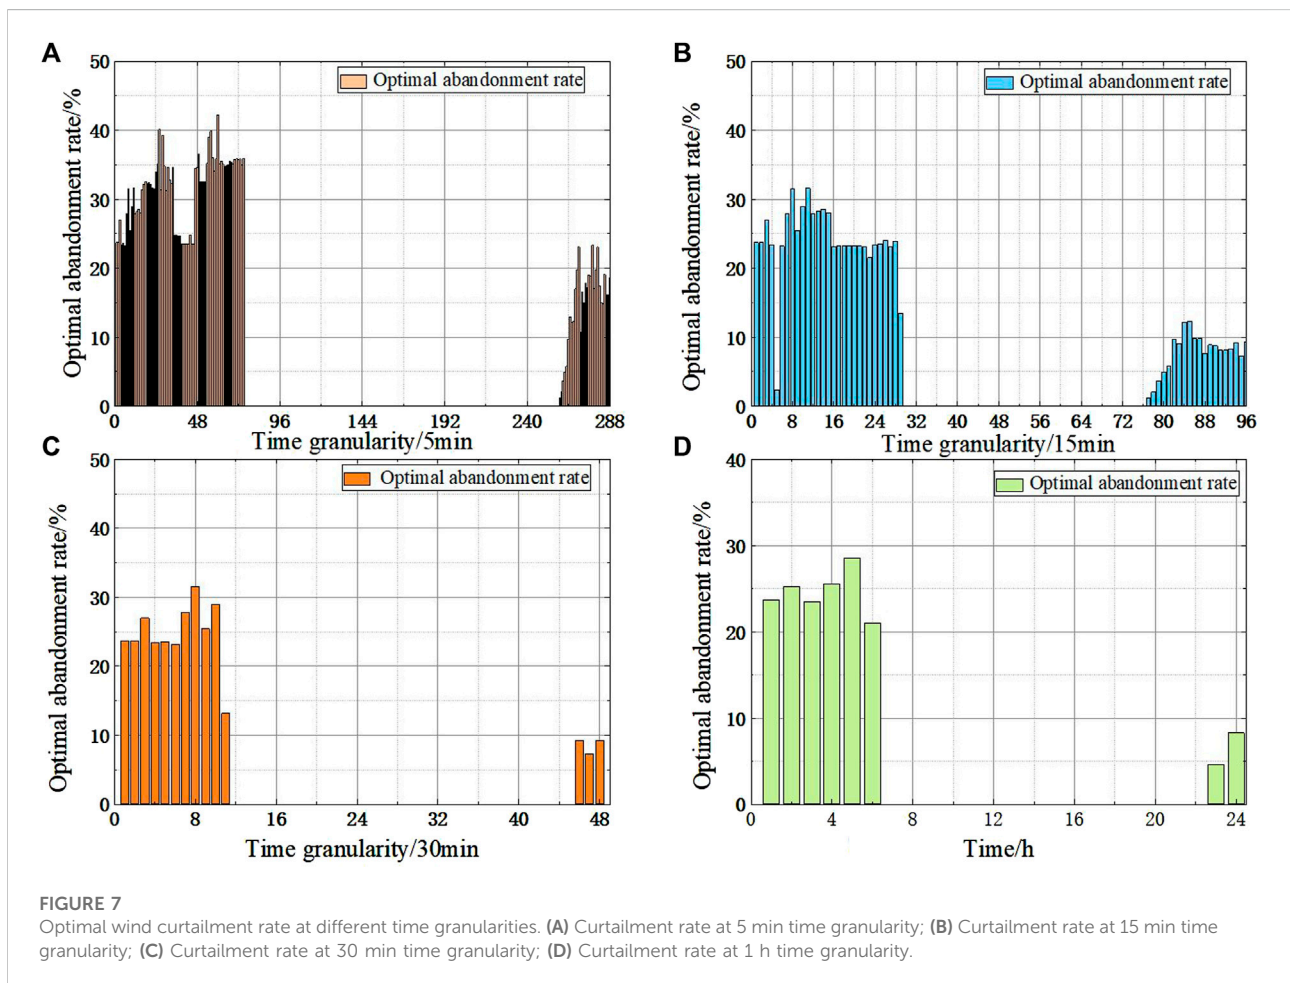 A
B
50
40
30
20
10
0
Optimal abandonment rate/%
Optimal abandonment rate
0 48 96 144 192 240 288
Time granularity/5min
50
40
30
20
10
0
Optimal abandonment rate/%
Optimal abandonment rate
0 8 16 24 32 40 48 56 64 72 80 88 96
Time granularity/15min
C
D
50
40
30
20
10
0
Optimal abandonment rate/%
Optimal abandonment rate
0 8 16 24 32 40 48
Time granularity/30min
40
30
20
10
0
Optimal abandonment rate/%
Optimal abandonment rate
0 4 8 12 16 20 24
Time/h
FIGURE 7
Optimal wind curtailment rate at different time granularities. (A) Curtailment rate at 5 min time granularity; (B) Curtailment rate at 15 min time
granularity; (C) Curtailment rate at 30 min time granularity; (D) Curtailment rate at 1 h time granularity.